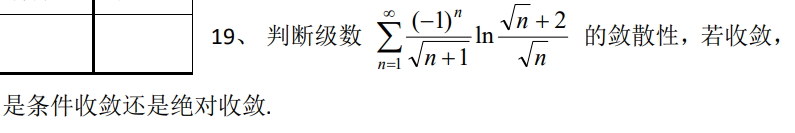 19、 判断级数 $\sum_{n=1}^{\infty} \frac{(-1)^n}{\sqrt{n+1}} \ln \frac{\sqrt{n}+2}{\sqrt{n}}$ 的敛散性，若收敛，
是条件收敛还是绝对收敛.